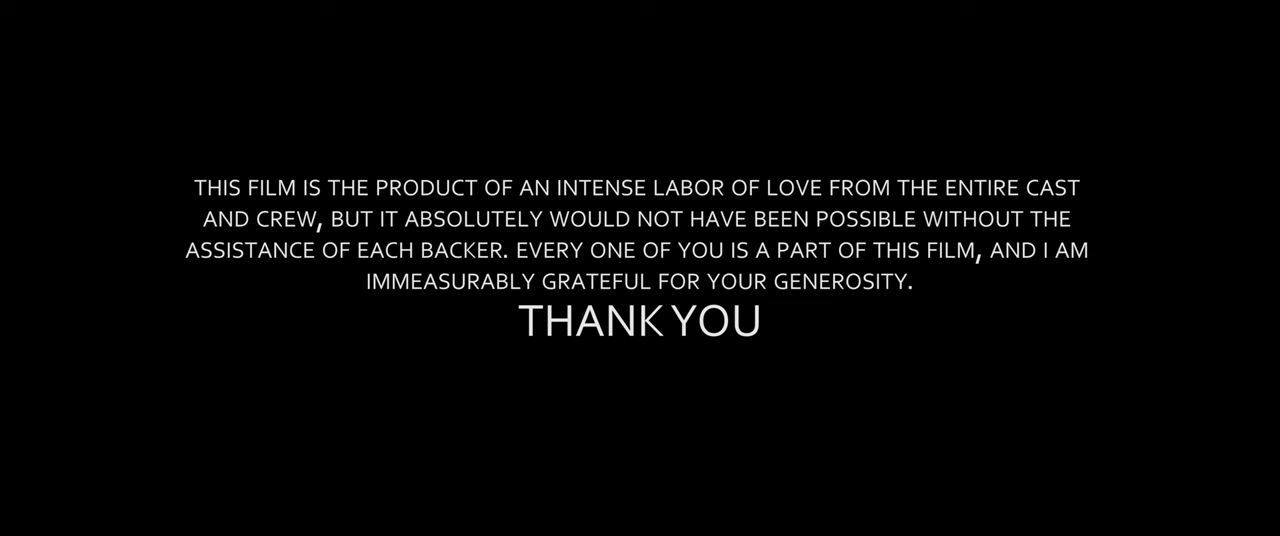 THIS FILM IS THE PRODUCT OF AN INTENSE LABOR OF LOVE FROM THE ENTIRE CAST
AND CREW, BUT IT ABSOLUTELY WOULD NOT HAVE BEEN POSSIBLE WITHOUT THE
ASSISTANCE OF EACH BACKER. EVERY ONE OF YOU IS A PART OF THIS FILM, AND I AM
IMMEASURABLY GRATEFUL FOR YOUR GENEROSITY.
THANK YOU